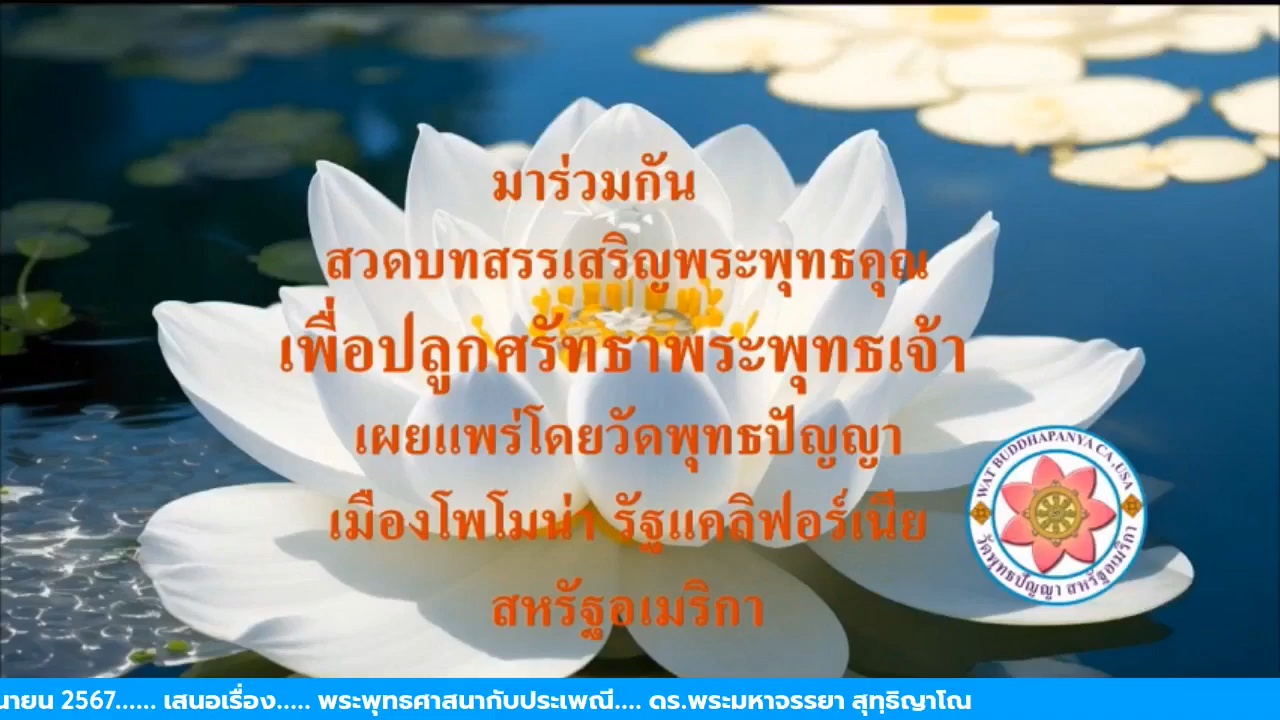 มาร่วมกัน
สวดบทสรรเสริญพระพุทธคุณ
เพื่อปลูกศรัทธาพระพุทธเจ้า
เผยแพร่โดยวัดพุทธปัญญา
เมืองโพโมน่า รัฐแคลิฟอร์เนีย
สหรัฐอเมริกา
WAT BUDDHAPANYA CA.,USA
วัดพุทธปัญญา สหรัฐอเมริกา
นายน 2567...... เสนอเรื่อง..... พระพุทธศาสนากับประเพณี.... ดร.พระมหาจรรยา สุทฺธิญาโณ